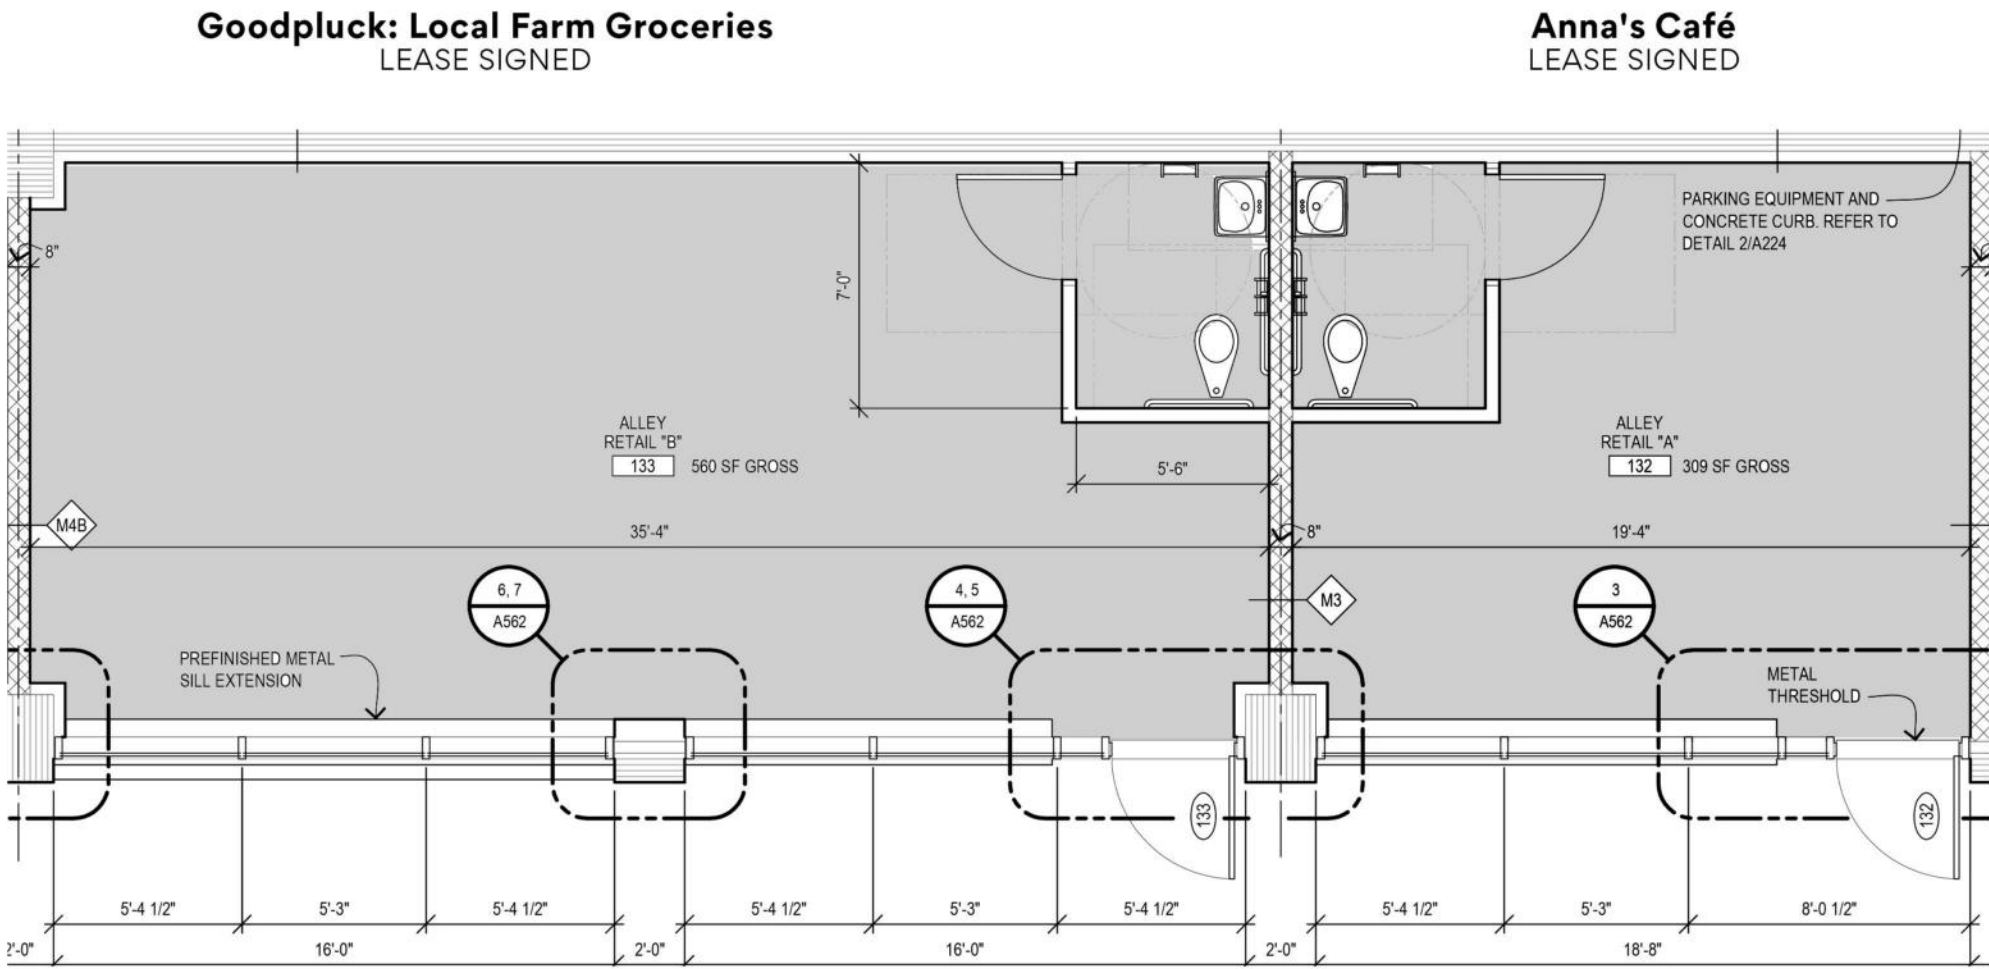 Goodpluck: Local Farm Groceries
LEASE SIGNED
Anna's Café
LEASE SIGNED
PARKING EQUIPMENT AND
CONCRETE CURB. REFER TO
DETAIL 2/A224
8"
7'-0"
ALLEY
RETAIL "B"
133 560 SF GROSS
ALLEY
RETAIL "A"
132 309 SF GROSS
5'-6"
M4B
35'-4"
8"
19'-4"
6, 7
A562
4, 5
A562
M3
3
A562
PREFINISHED METAL
SILL EXTENSION
METAL
THRESHOLD
133
132
5'-4 1/2"
5'-3"
5'-4 1/2"
5'-4 1/2"
5'-3"
5'-4 1/2"
5'-4 1/2"
5'-3"
8'-0 1/2"
2'-0"
16'-0"
2'-0"
16'-0"
2'-0"
18'-8"